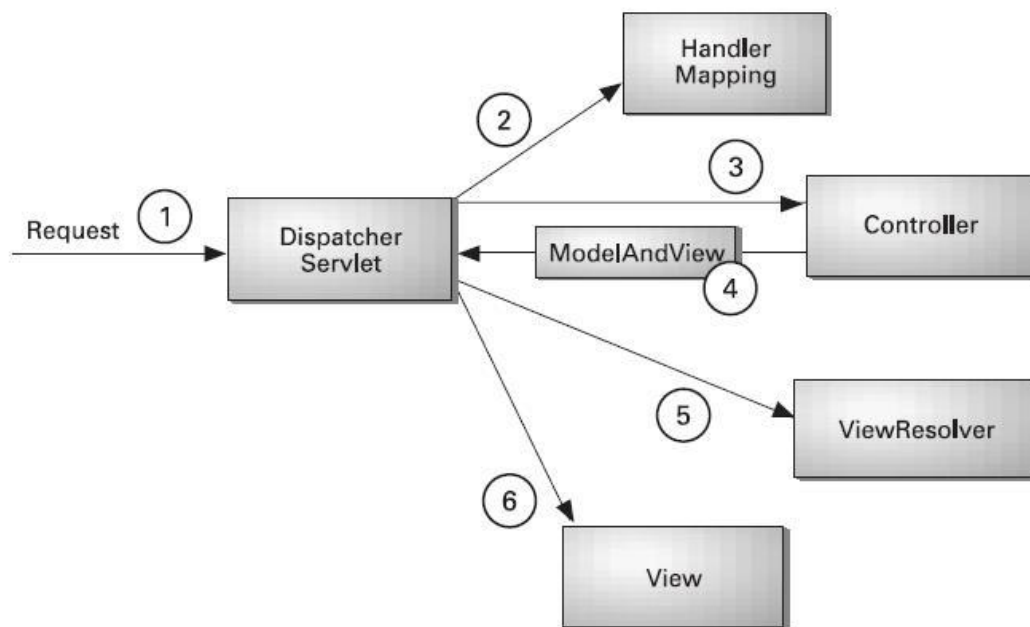 Handler
Mapping
2
3
1
Request
Dispatcher
Servlet
Controller
ModelAndView
4
5
ViewResolver
6
View